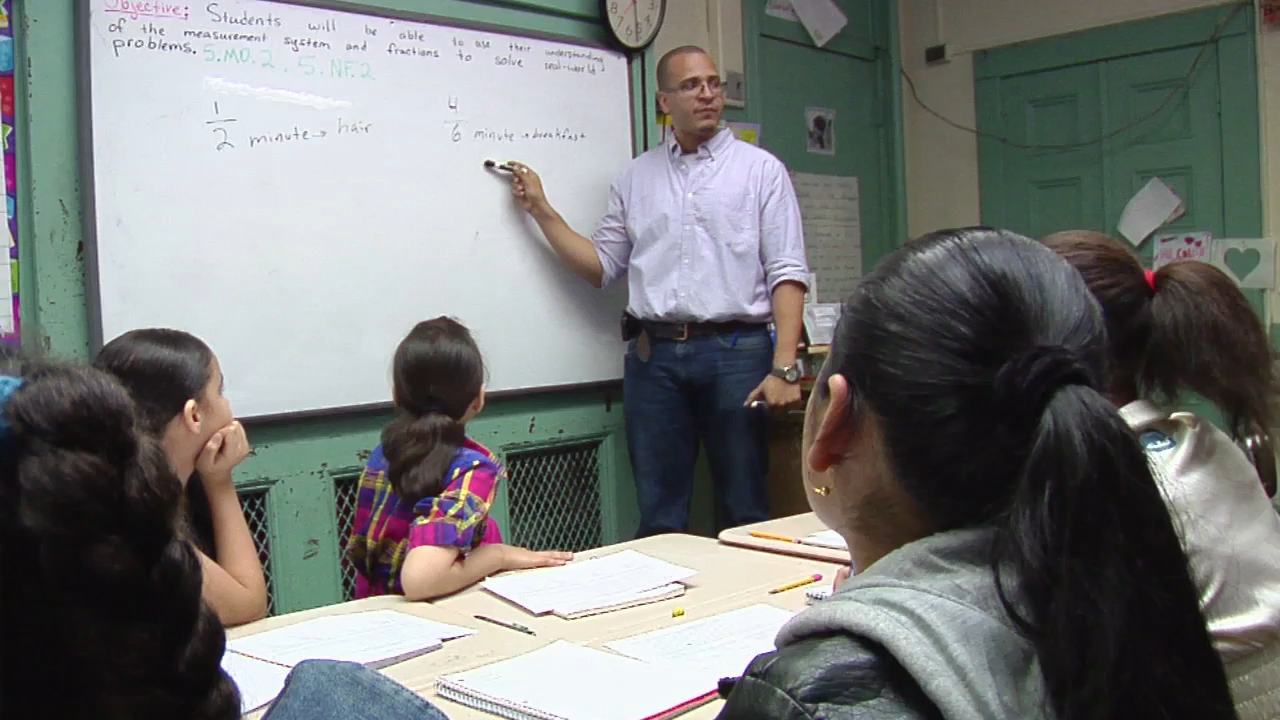 Objective: Students will be able to use their understanding
of the measurement system and fractions to solve real-world
problems. 5.MD.2, 5.NF.2
1/2 minute → hair
4/6 minute → breakfast